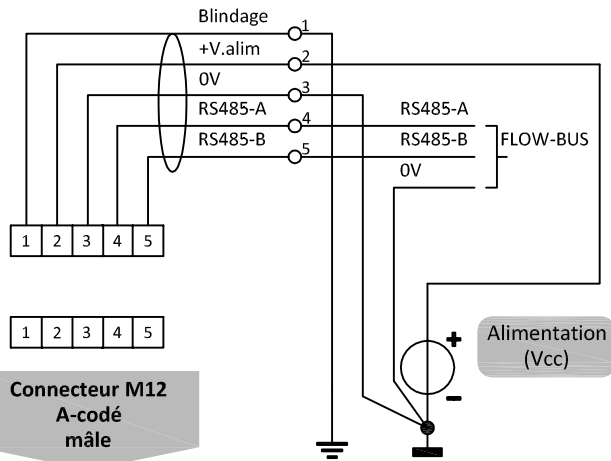 Blindage 1
+V.alim 2
0V 3
RS485-A 4 RS485-A
RS485-B 5 RS485-B FLOW-BUS
0V
1 2 3 4 5
1 2 3 4 5
+ Alimentation
(Vcc)
-
Connecteur M12
A-codé
mâle